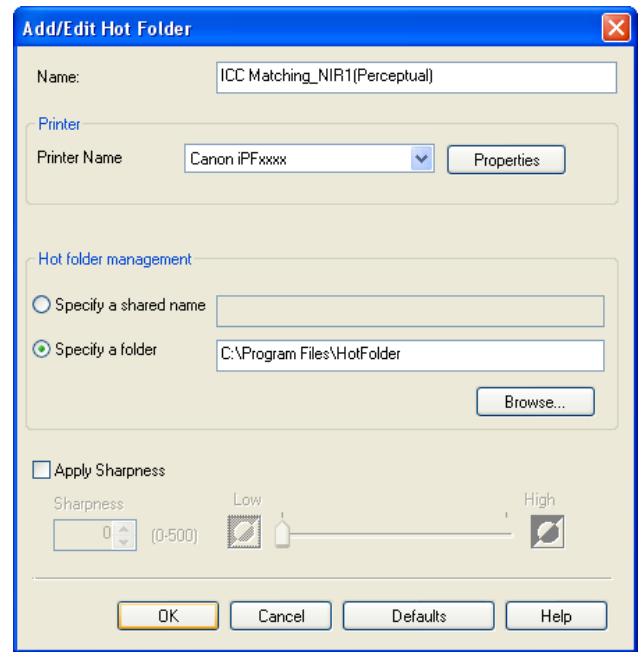 Add/Edit Hot Folder
Name: ICC Matching_NIR1(Perceptual)
Printer
Printer Name Canon iPFxxxx Properties
Hot folder management
Specify a shared name
Specify a folder C:\Program Files\HotFolder
Browse...
Apply Sharpness
Sharpness Low High
0 (0-500)
OK Cancel Defaults Help